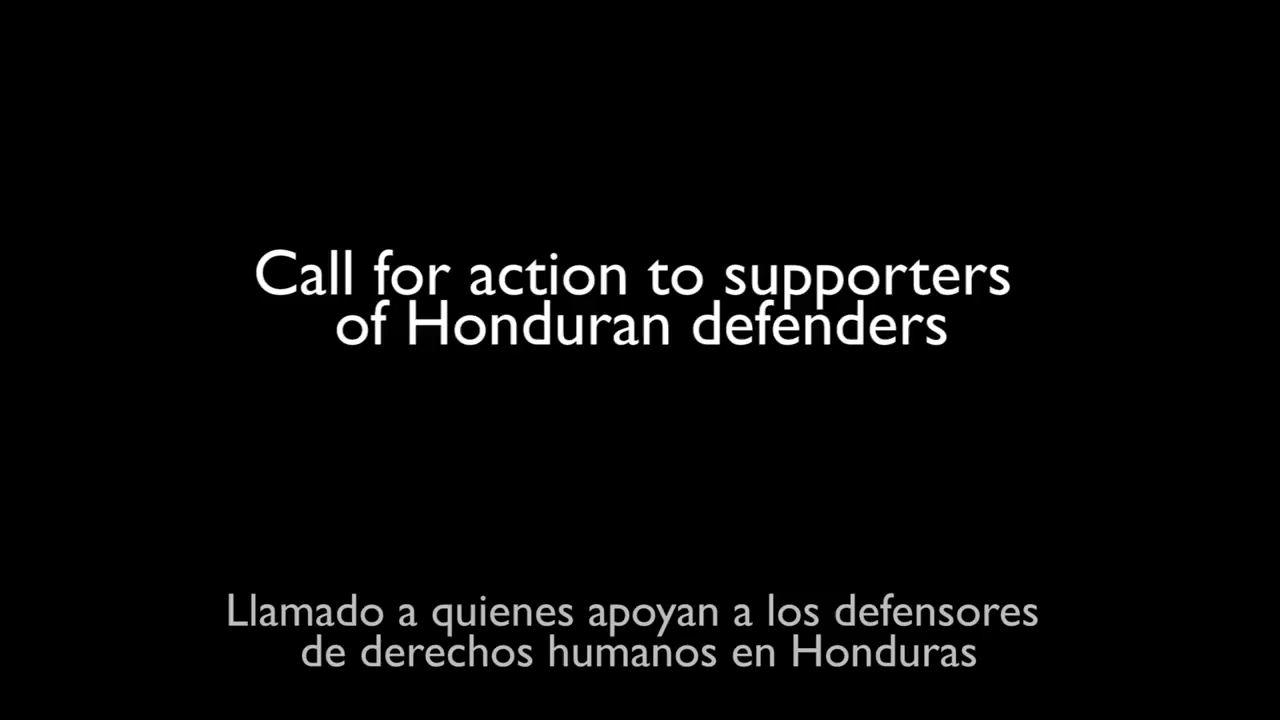 Call for action to supporters
of Honduran defenders
Llamado a quienes apoyan a los defensores
de derechos humanos en Honduras